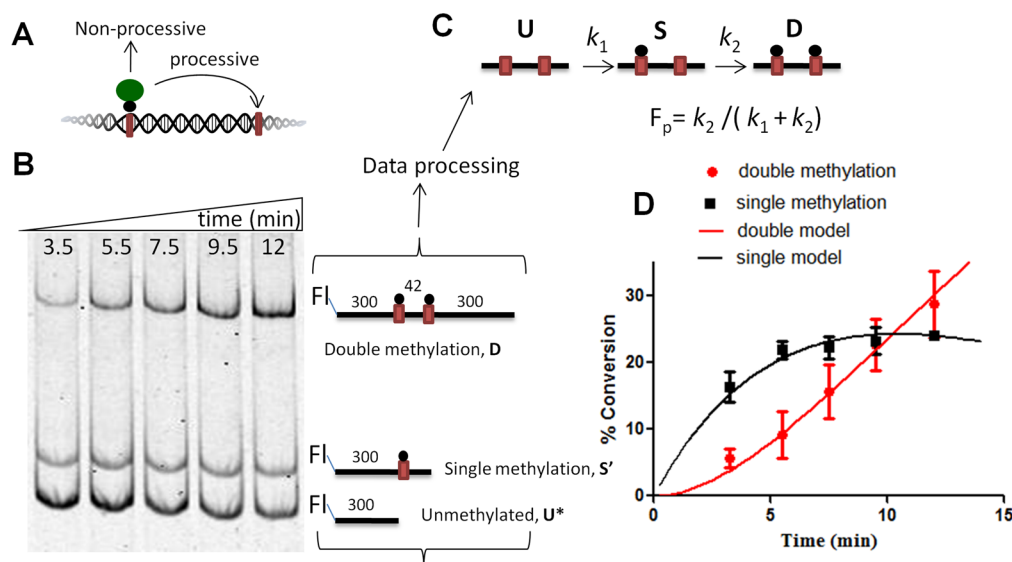 A
Non-processive
processive
C
U
S
D
k1
k2
Fp= k2 /( k1 + k2)
Data processing
B
time (min)
3.5 5.5 7.5 9.5 12
Fl
300
42
300
Double methylation, D
Fl
300
Single methylation, S’
Fl
300
Unmethylated, U*
D
double methylation
single methylation
double model
single model
% Conversion
30
20
10
0
0 5 10 15
Time (min)